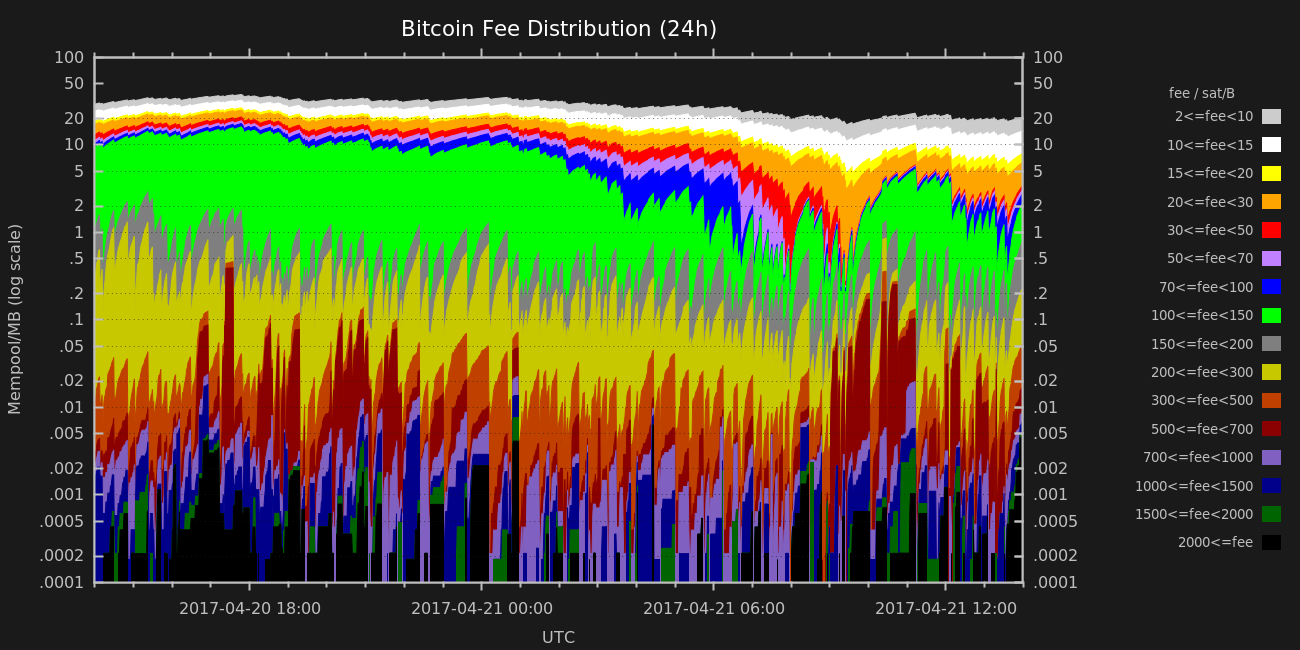 Bitcoin Fee Distribution (24h)
100
50
20
10
5
2
1
.5
.2
.1
.05
.02
.01
.005
.002
.001
.0005
.0002
.0001
Mempool/MB (log scale)
100
50
20
10
5
2
1
.5
.2
.1
.05
.02
.01
.005
.002
.001
.0005
.0002
.0001
2017-04-20 18:00
2017-04-21 00:00
2017-04-21 06:00
2017-04-21 12:00
UTC
fee / sat/B
2<=fee<10
10<=fee<15
15<=fee<20
20<=fee<30
30<=fee<50
50<=fee<70
70<=fee<100
100<=fee<150
150<=fee<200
200<=fee<300
300<=fee<500
500<=fee<700
700<=fee<1000
1000<=fee<1500
1500<=fee<2000
2000<=fee